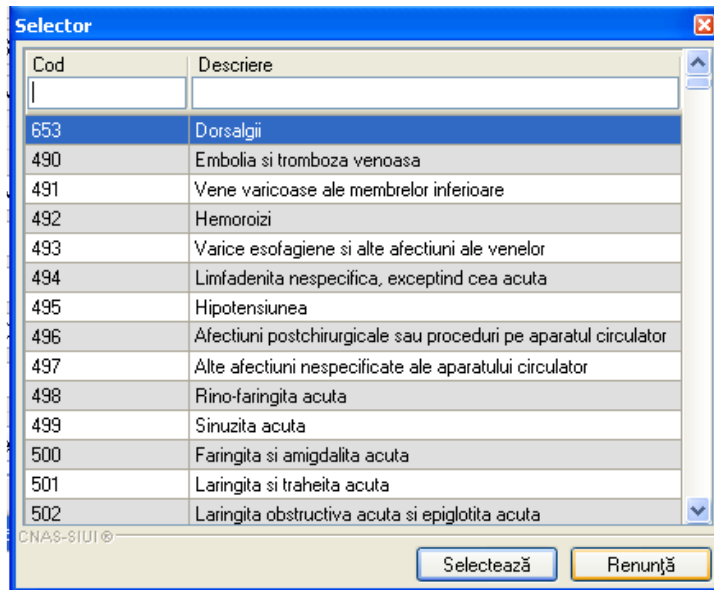 Selector
Cod Descriere
653 Dorsalgii
490 Embolia si tromboza venoasa
491 Vene varicoase ale membrelor inferioare
492 Hemoroizi
493 Varice esofagiene si alte afectiuni ale venelor
494 Limfadenita nespecifica, exceptind cea acuta
495 Hipotensiunea
496 Afectiuni postchirurgicale sau proceduri pe aparatul circulator
497 Alte afectiuni nespecificate ale aparatului circulator
498 Rino-faringita acuta
499 Sinuzita acuta
500 Faringita si amigdalita acuta
501 Laringita si traheita acuta
502 Laringita obstructiva acuta si epiglotita acuta
CNAS-SIUI ®
Selectează Renunţă